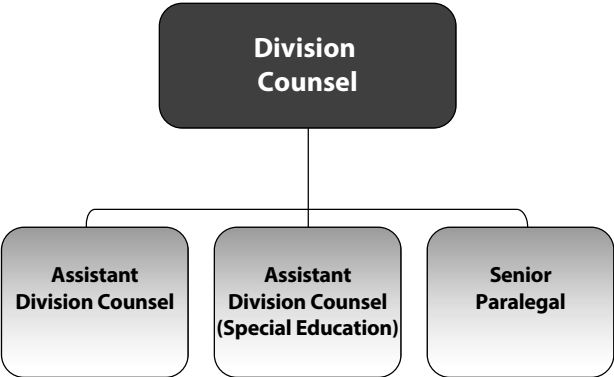 Division
Counsel
Assistant
Division Counsel
Assistant
Division Counsel
(Special Education)
Senior
Paralegal